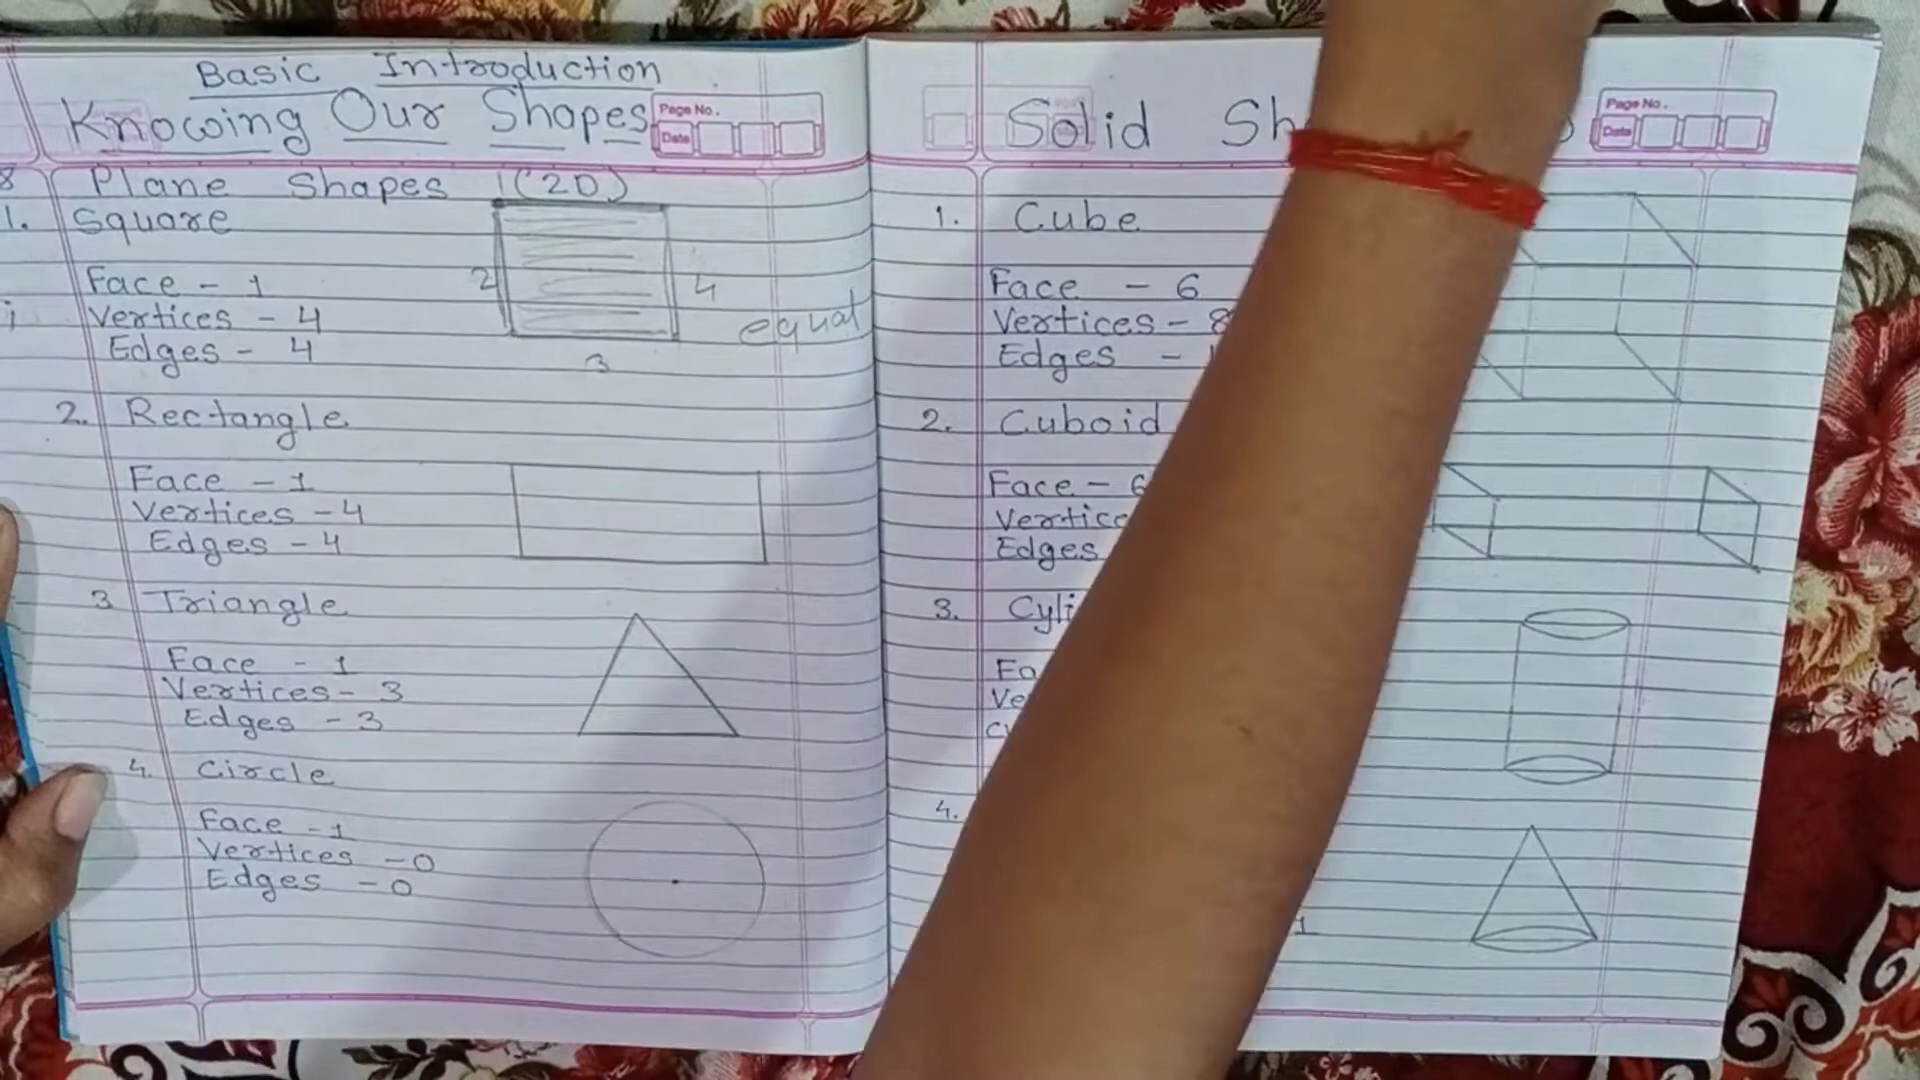 Basic Introduction
Knowing Our Shapes
Page No.
Date
Plane Shapes (2D)
1. Square
Face - 1
Vertices - 4
Edges - 4
2
4
3
equal
2. Rectangle
Face - 1
Vertices - 4
Edges - 4
3 Triangle
Face - 1
Vertices - 3
Edges - 3
4. Circle
Face - 1
Vertices - 0
Edges - 0
Solid
Page No.
Date
1. Cube
Face - 6
Vertices - 8
Edges -
2. Cuboid
Face - 6
Edges
3.
4.
1